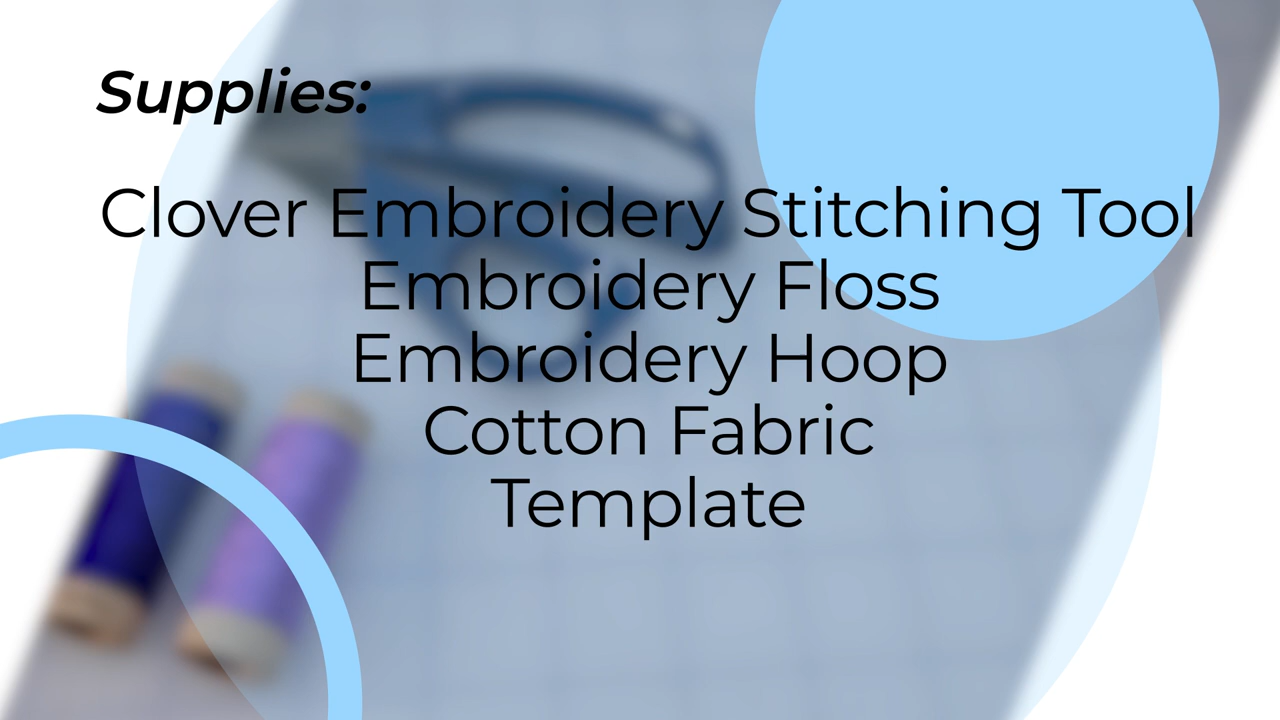 Supplies:
Clover Embroidery Stitching Tool
Embroidery Floss
Embroidery Hoop
Cotton Fabric
Template